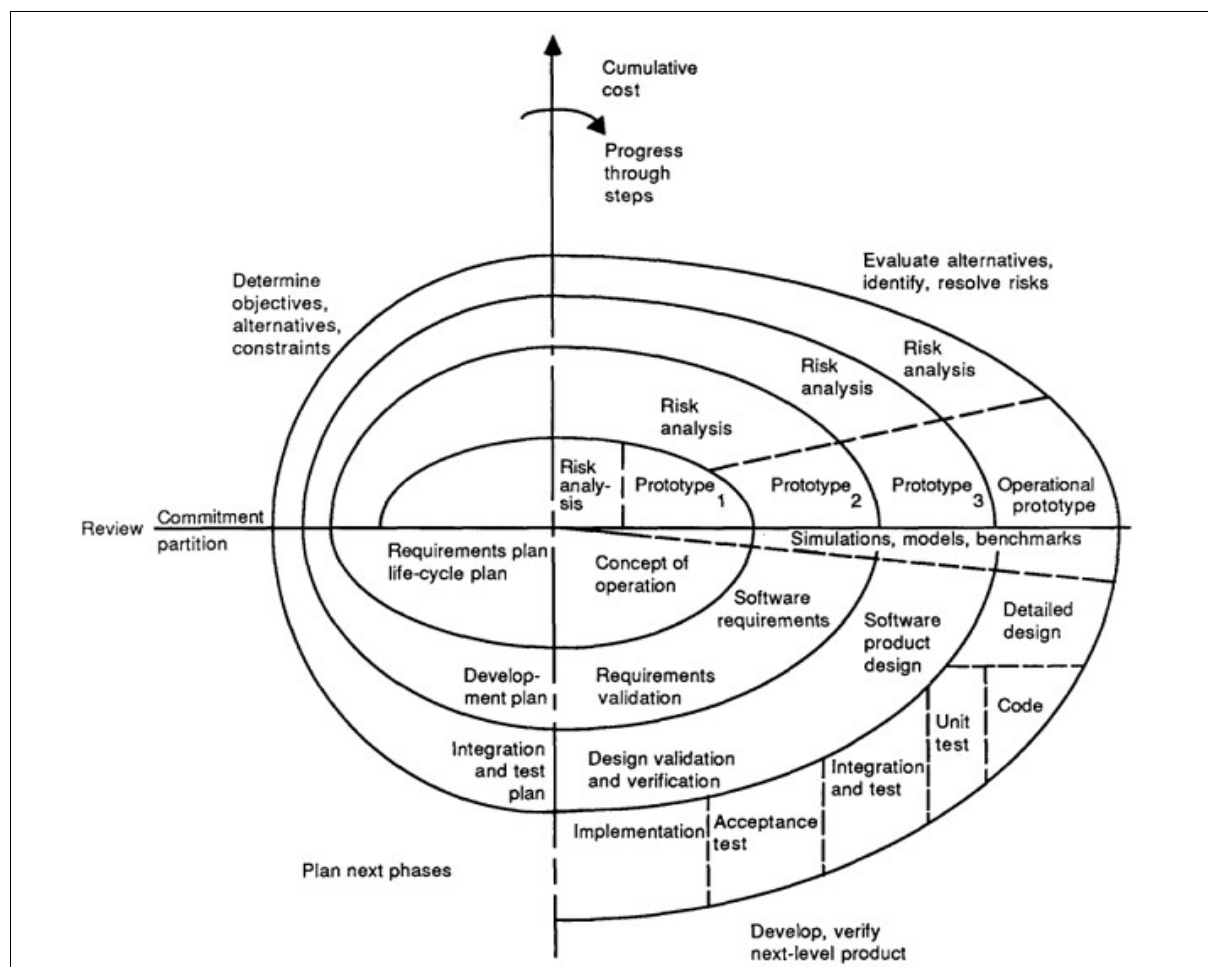 Cumulative
cost
Progress
through
steps
Determine
objectives,
alternatives,
constraints
Evaluate alternatives,
identify, resolve risks
Risk
analysis
Risk
analysis
Risk
analysis
Risk
analy-
sis
Prototype 1
Prototype 2
Prototype 3
Operational
prototype
Review
Commitment
partition
Simulations, models, benchmarks
Requirements plan
life-cycle plan
Concept of
operation
Software
requirements
Software
product
design
Detailed
design
Develop-
ment plan
Requirements
validation
Code
Unit
test
Integration
and test
plan
Design validation
and verification
Integration
and test
Acceptance
test
Implementation
Plan next phases
Develop, verify
next-level product